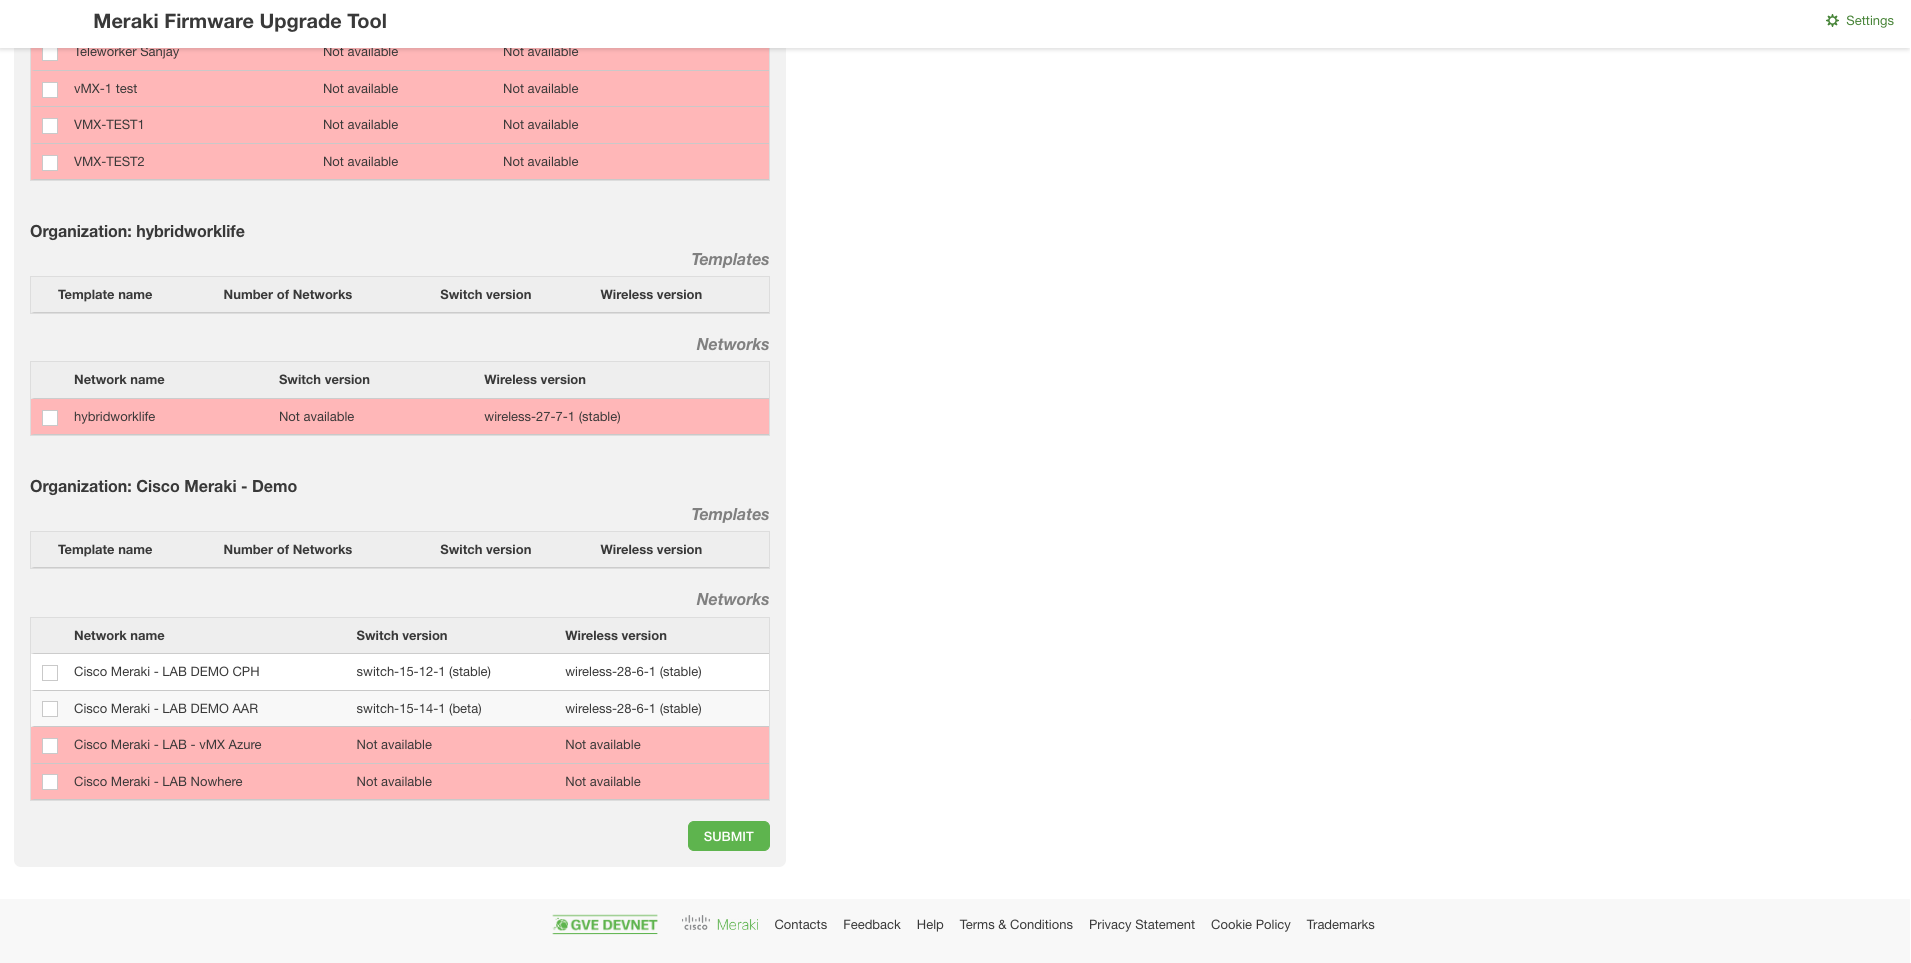 Meraki Firmware Upgrade Tool
Settings
Teleworker Sanjay Not available Not available
vMX-1 test Not available Not available
VMX-TEST1 Not available Not available
VMX-TEST2 Not available Not available
Organization: hybridworklife
Templates
Template name Number of Networks Switch version Wireless version
Networks
Network name Switch version Wireless version
hybridworklife Not available wireless-27-7-1 (stable)
Organization: Cisco Meraki - Demo
Templates
Template name Number of Networks Switch version Wireless version
Networks
Network name Switch version Wireless version
Cisco Meraki - LAB DEMO CPH switch-15-12-1 (stable) wireless-28-6-1 (stable)
Cisco Meraki - LAB DEMO AAR switch-15-14-1 (beta) wireless-28-6-1 (stable)
Cisco Meraki - LAB - vMX Azure Not available Not available
Cisco Meraki - LAB Nowhere Not available Not available
SUBMIT
GVE DEVNET cisco Meraki Contacts Feedback Help Terms & Conditions Privacy Statement Cookie Policy Trademarks